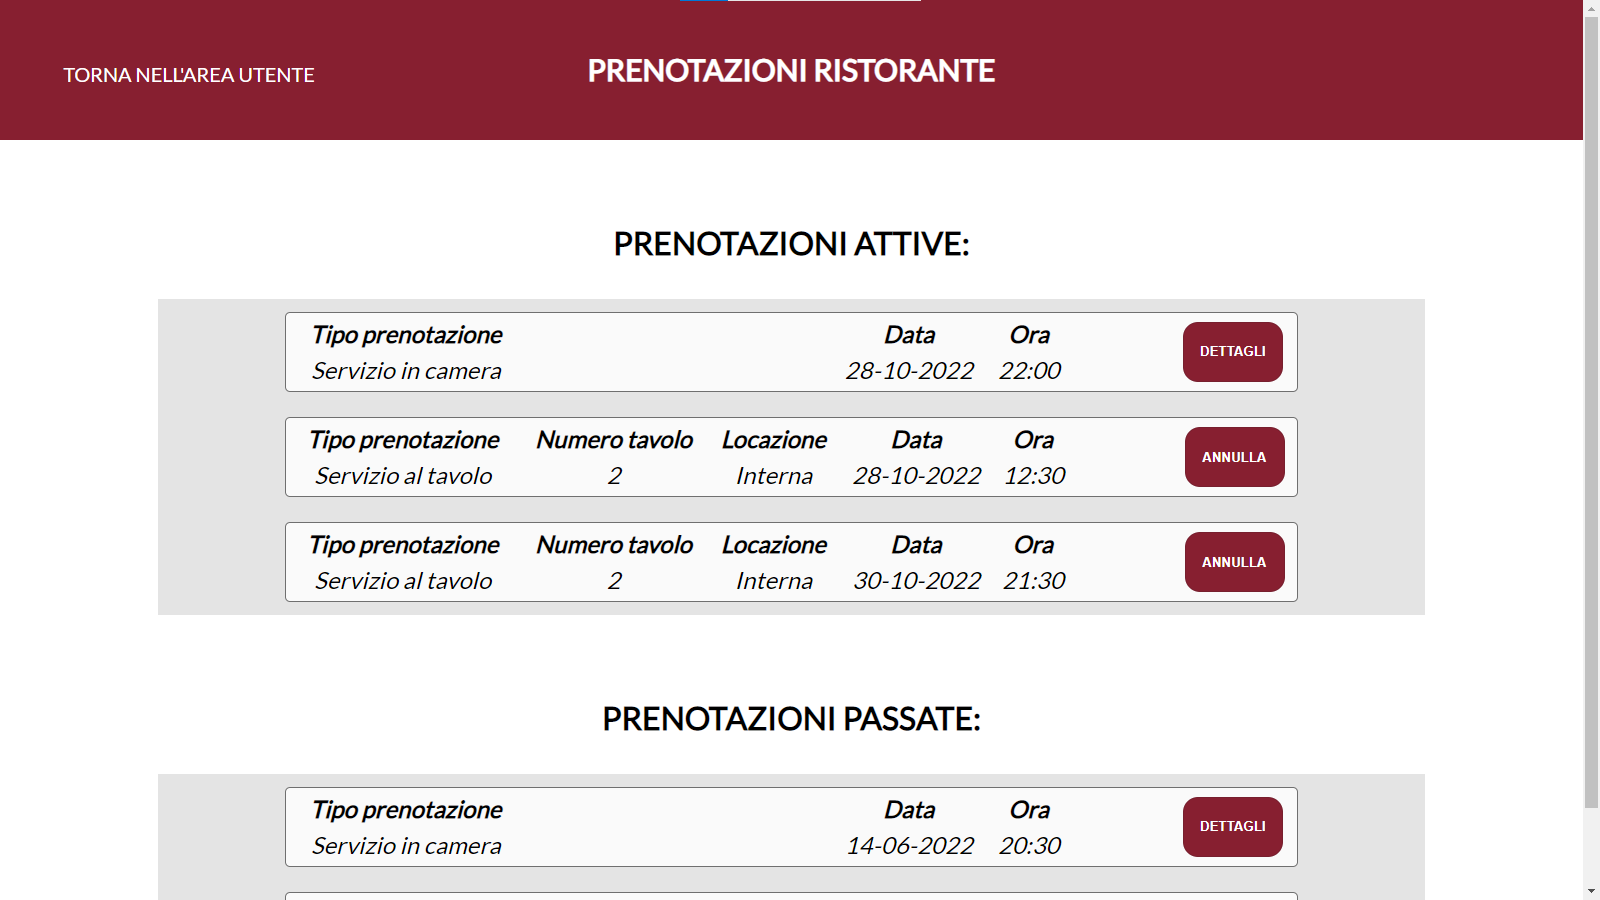 TORNA NELL'AREA UTENTE
PRENOTAZIONI RISTORANTE
PRENOTAZIONI ATTIVE:
Tipo prenotazione Data Ora
Servizio in camera 28-10-2022 22:00
DETTAGLI
Tipo prenotazione Numero tavolo Locazione Data Ora
Servizio al tavolo 2 Interna 28-10-2022 12:30
ANNULLA
Tipo prenotazione Numero tavolo Locazione Data Ora
Servizio al tavolo 2 Interna 30-10-2022 21:30
ANNULLA
PRENOTAZIONI PASSATE:
Tipo prenotazione Data Ora
Servizio in camera 14-06-2022 20:30
DETTAGLI